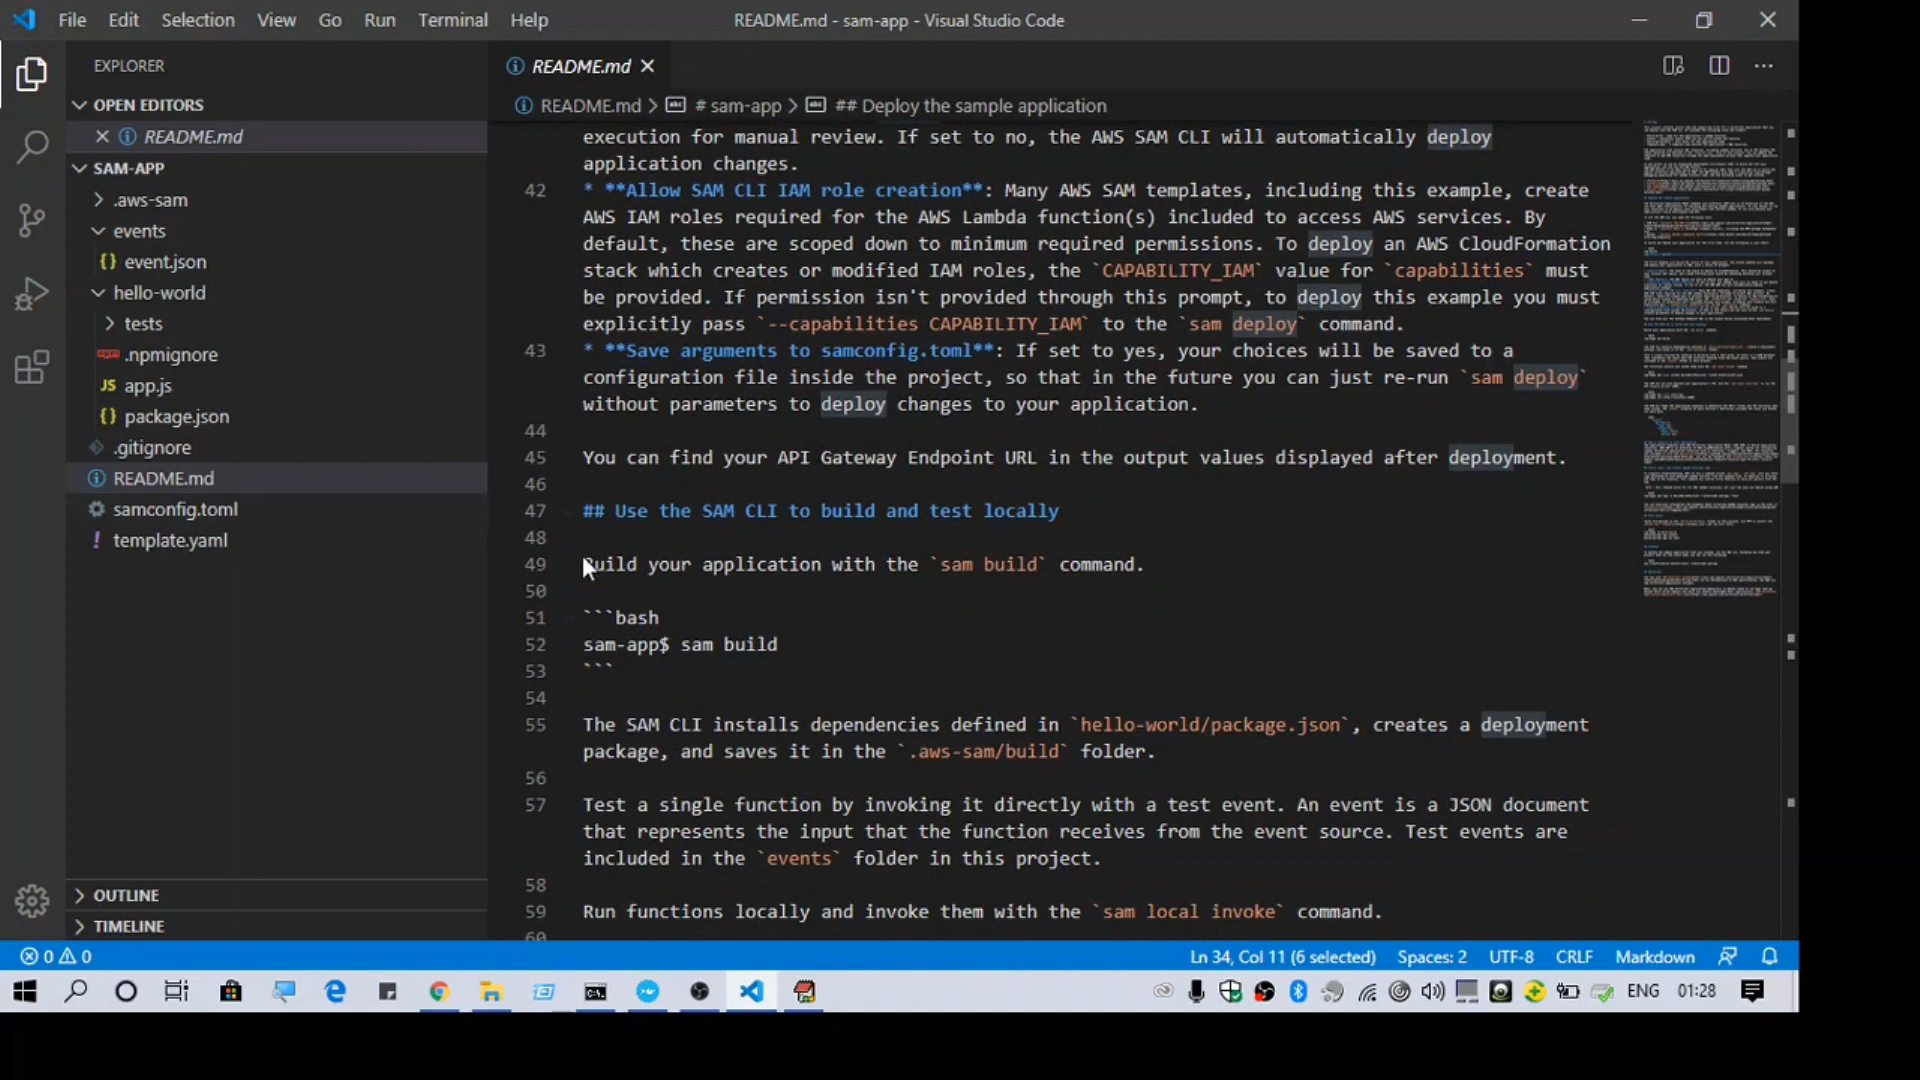 File Edit Selection View Go Run Terminal Help README.md - sam-app - Visual Studio Code
EXPLORER
OPEN EDITORS
README.md
SAM-APP
.aws-sam
events
{} event.json
hello-world
tests
.npmignore
JS app.js
{} package.json
.gitignore
README.md
samconfig.toml
! template.yaml
OUTLINE
TIMELINE
README.md
README.md > # sam-app > ## Deploy the sample application
execution for manual review. If set to no, the AWS SAM CLI will automatically deploy
application changes.
42 * **Allow SAM CLI IAM role creation**: Many AWS SAM templates, including this example, create
AWS IAM roles required for the AWS Lambda function(s) included to access AWS services. By
default, these are scoped down to minimum required permissions. To deploy an AWS CloudFormation
stack which creates or modified IAM roles, the `CAPABILITY_IAM` value for `capabilities` must
be provided. If permission isn't provided through this prompt, to deploy this example you must
explicitly pass `--capabilities CAPABILITY_IAM` to the `sam deploy` command.
43 * **Save arguments to samconfig.toml**: If set to yes, your choices will be saved to a
configuration file inside the project, so that in the future you can just re-run `sam deploy`
without parameters to deploy changes to your application.
44
45 You can find your API Gateway Endpoint URL in the output values displayed after deployment.
46
47 ## Use the SAM CLI to build and test locally
48
49 Build your application with the `sam build` command.
50
51 ```bash
52 sam-app$ sam build
53 ```
54
55 The SAM CLI installs dependencies defined in `hello-world/package.json`, creates a deployment
package, and saves it in the `.aws-sam/build` folder.
56
57 Test a single function by invoking it directly with a test event. An event is a JSON document
that represents the input that the function receives from the event source. Test events are
included in the `events` folder in this project.
58
59 Run functions locally and invoke them with the `sam local invoke` command.
60
0 0 Ln 34, Col 11 (6 selected) Spaces: 2 UTF-8 CRLF Markdown
ENG 01:28